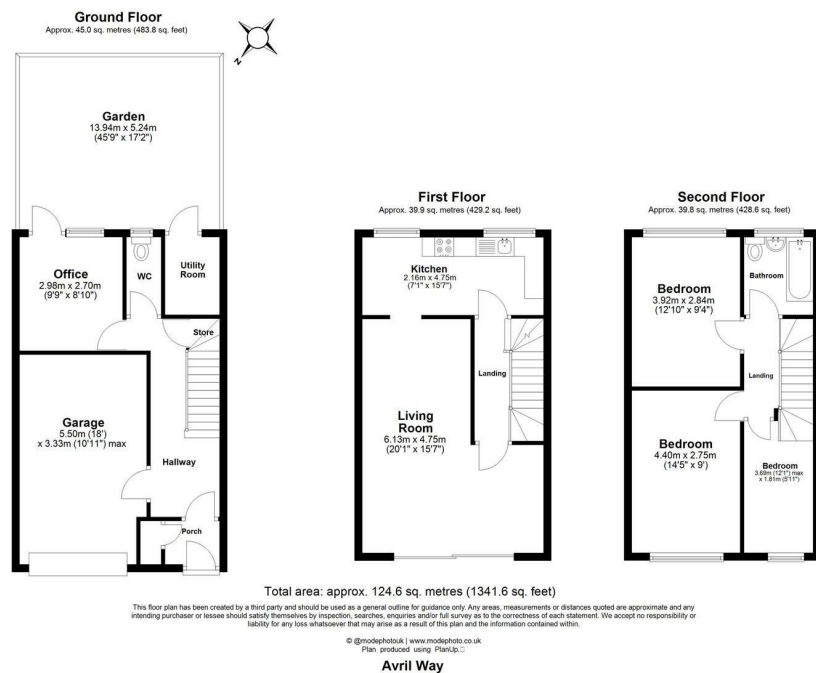 Ground Floor
Approx. 45.0 sq. metres (483.8 sq. feet)
N
Garden
13.94m x 5.24m
(45'9" x 17'2")
Office
2.98m x 2.70m
(9'9" x 8'10")
WC
Utility
Room
Store
Garage
5.50m (18')
x 3.33m (10'11") max
Hallway
Porch
First Floor
Approx. 39.9 sq. metres (429.2 sq. feet)
Kitchen
2.16m x 4.75m
(7'1" x 15'7")
Landing
Living
Room
6.13m x 4.75m
(20'1" x 15'7")
Second Floor
Approx. 39.8 sq. metres (428.6 sq. feet)
Bedroom
3.92m x 2.84m
(12'10" x 9'4")
Bathroom
Landing
Bedroom
4.40m x 2.75m
(14'5" x 9')
Bedroom
3.69m (12'1") max
x 1.81m (5'11")
Total area: approx. 124.6 sq. metres (1341.6 sq. feet)
This floor plan has been created by a third party and should be used as a general outline for guidance only. Any areas, measurements or distances quoted are approximate and any
intending purchaser or lessee should satisfy themselves by inspection, searches, enquiries and/or full survey as to the correctness of each statement. We accept no responsibility or
liability for any loss whatsoever that may arise as a result of this plan and the information contained within.
© @modephotouk | www.modephoto.co.uk
Plan produced using PlanUp.
Avril Way